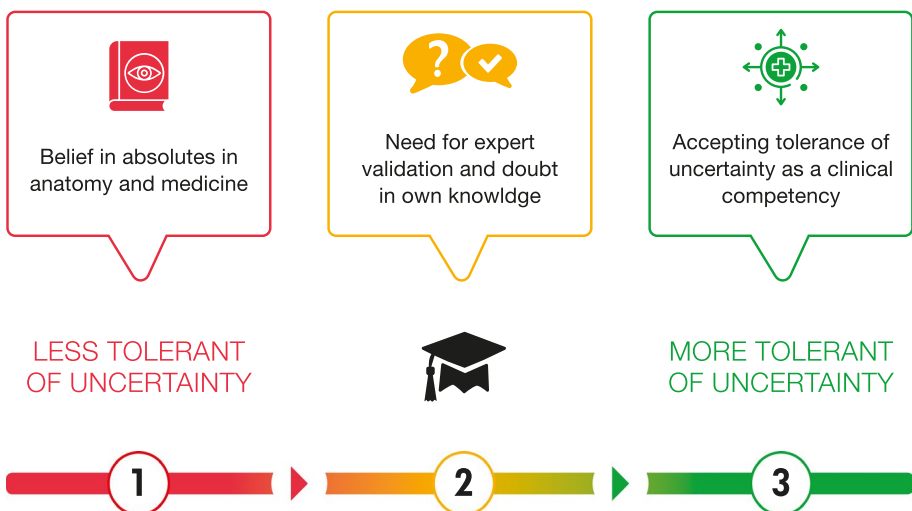 Belief in absolutes in
anatomy and medicine
?
Need for expert
validation and doubt
in own knowldge
Accepting tolerance of
uncertainty as a clinical
competency
LESS TOLERANT
OF UNCERTAINTY
MORE TOLERANT
OF UNCERTAINTY
1
2
3